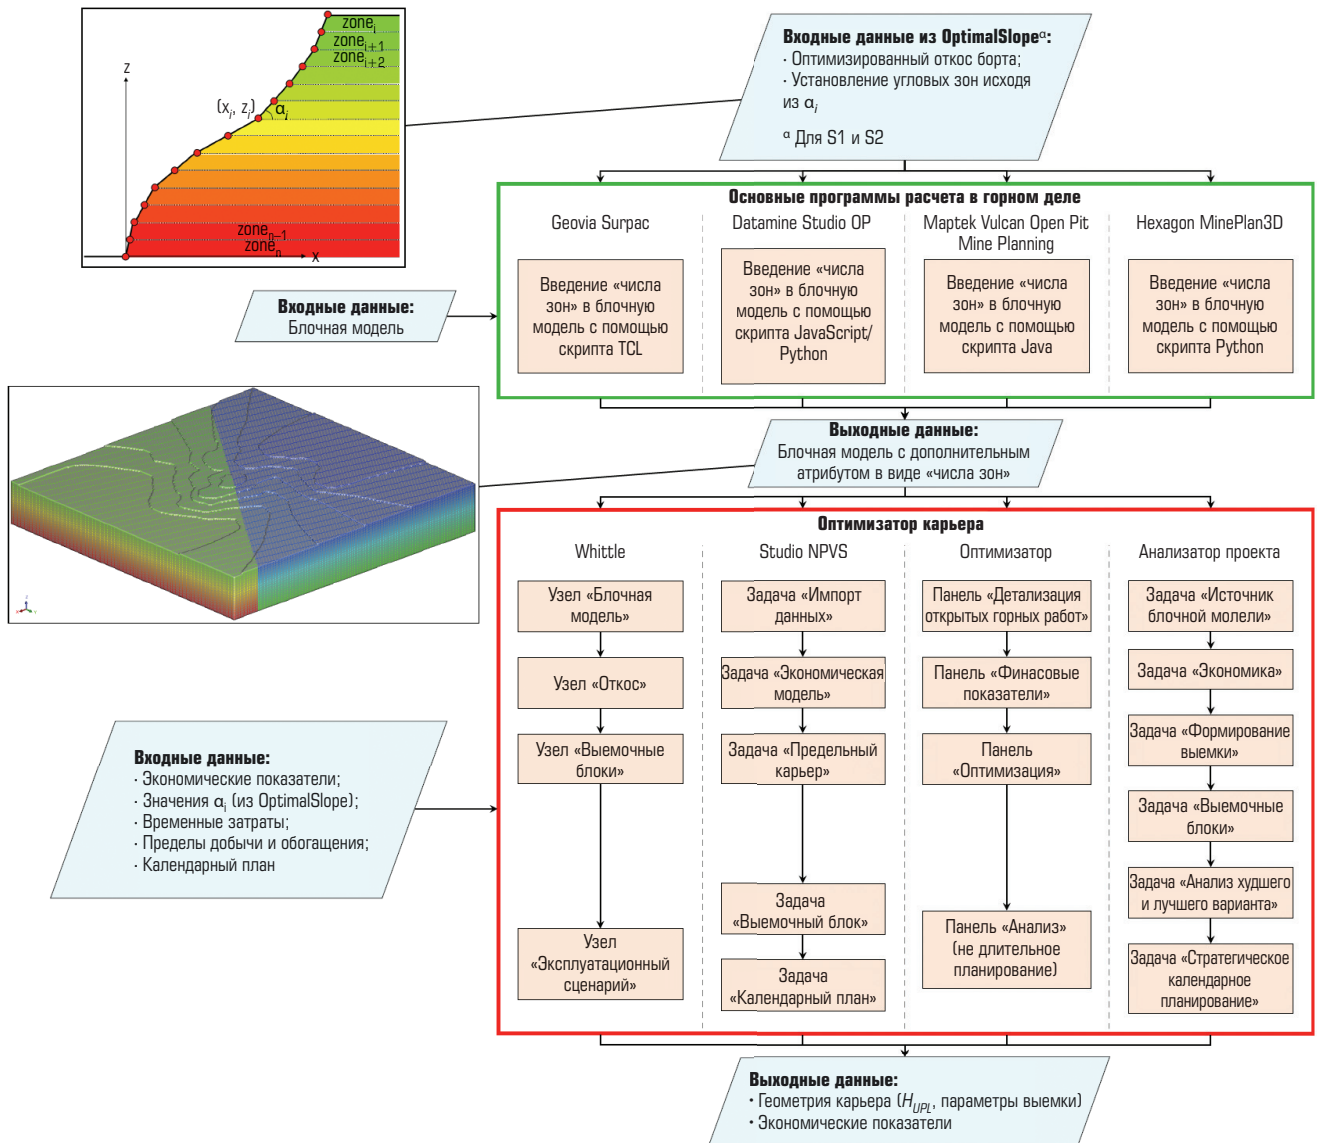 zone_i
zone_{i+1}
zone_{i+2}
z
(x_i, z_i)
α_i
zone_{n–1}
zone_n
x
Входные данные из OptimalSlope^α:
· Оптимизированный откос борта;
· Установление угловых зон исходя
из α_i
^α Для S1 и S2
Основные программы расчета в горном деле
Geovia Surpac
Datamine Studio OP
Maptek Vulcan Open Pit
Mine Planning
Hexagon MinePlan3D
Введение «числа
зон» в блочную
модель с помощью
скрипта TCL
Введение «числа
зон» в блочную
модель с помощью
скрипта JavaScript/
Python
Введение «числа
зон» в блочную
модель с помощью
скрипта Java
Введение «числа
зон» в блочную
модель с помощью
скрипта Python
Входные данные:
Блочная модель
Выходные данные:
Блочная модель с дополнительным
атрибутом в виде «числа зон»
Оптимизатор карьера
Whittle
Studio NPVS
Оптимизатор
Анализатор проекта
Узел «Блочная
модель»
Узел «Откос»
Узел «Выемочные
блоки»
Узел
«Эксплуатационный
сценарий»
Задача «Импорт
данных»
Задача «Экономическая
модель»
Задача «Предельный
карьер»
Задача
«Выемочный блок»
Задача
«Календарный план»
Панель «Детализация
открытых горных работ»
Панель «Финасовые
показатели»
Панель
«Оптимизация»
Панель «Анализ»
(не длительное
планирование)
Задача «Источник
блочной молели»
Задача «Экономика»
Задача «Формирование
выемки»
Задача «Выемочные
блоки»
Задача «Анализ худшего
и лучшего варианта»
Задача «Стратегическое
календарное
планирование»
Входные данные:
· Экономические показатели;
· Значения α_i (из OptimalSlope);
· Временные затраты;
· Пределы добычи и обогащения;
· Календарный план
Выходные данные:
• Геометрия карьера (H_{UPL}, параметры выемки)
• Экономические показатели